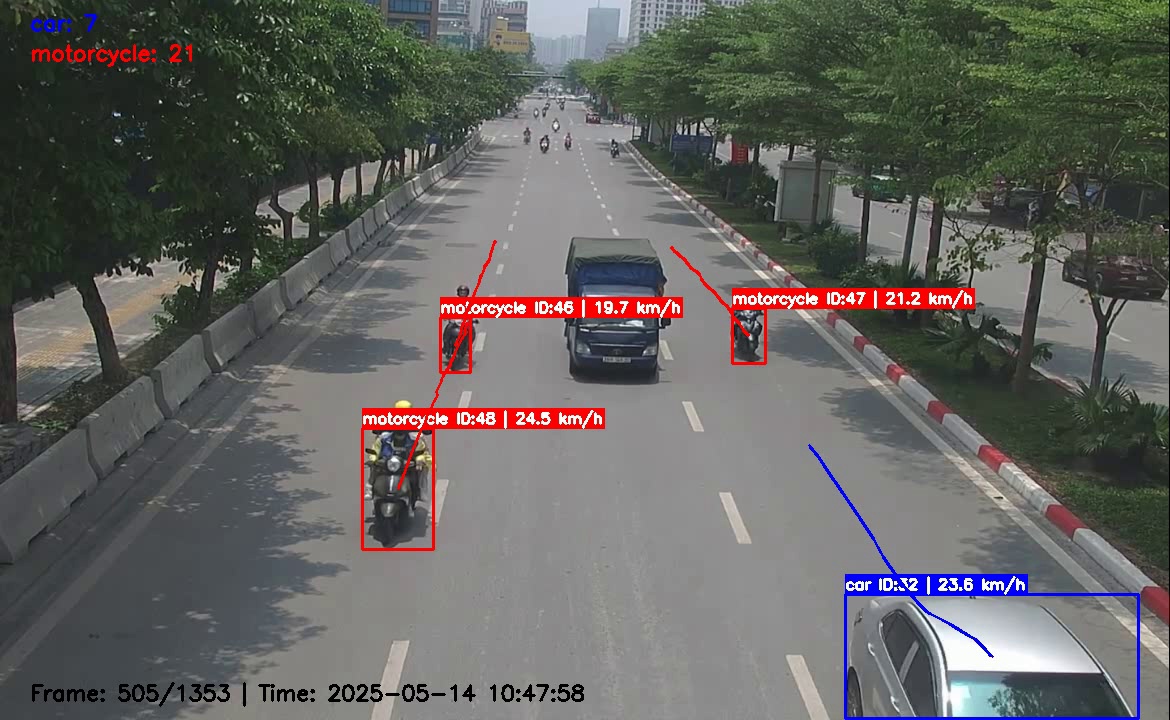 car: 7
motorcycle: 21
motorcycle ID:46 | 19.7 km/h
motorcycle ID:47 | 21.2 km/h
motorcycle ID:48 | 24.5 km/h
car ID:32 | 23.6 km/h
Frame: 505/1353 | Time: 2025-05-14 10:47:58